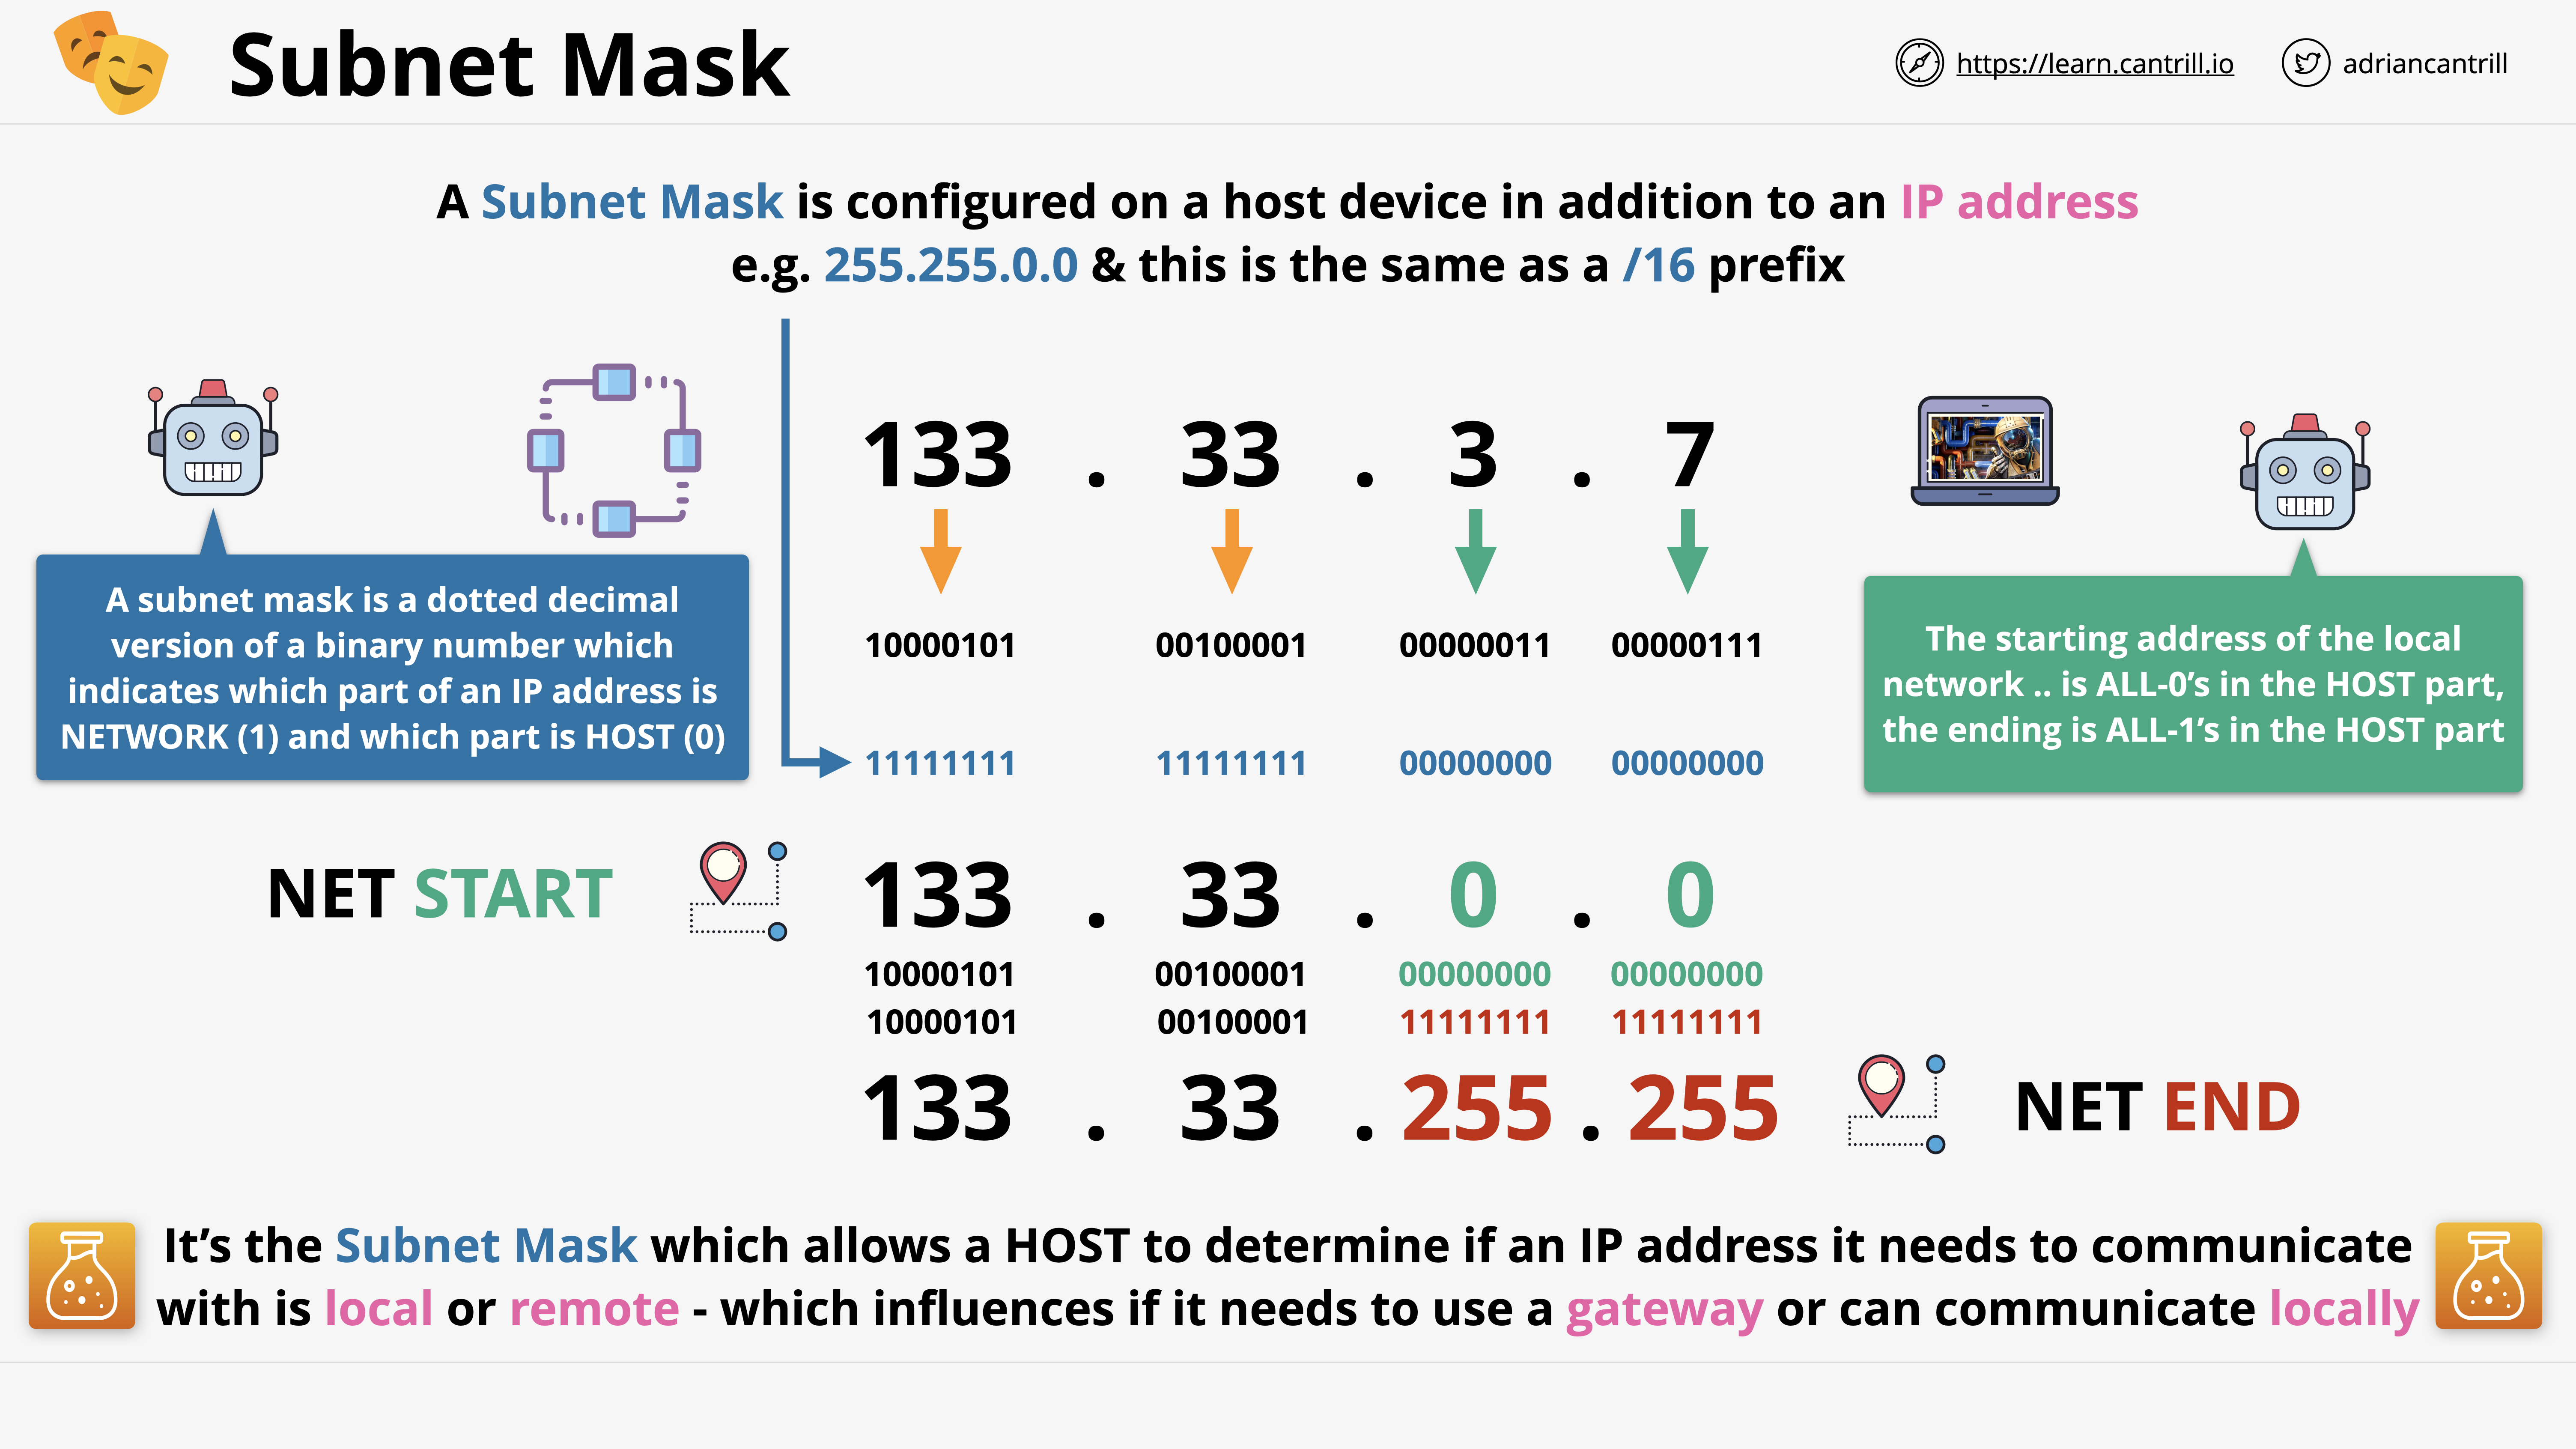 Subnet Mask
https://learn.cantrill.io
adriancantrill
A Subnet Mask is configured on a host device in addition to an IP address
e.g. 255.255.0.0 & this is the same as a /16 prefix
133 . 33 . 3 . 7
10000101 00100001 00000011 00000111
11111111 11111111 00000000 00000000
A subnet mask is a dotted decimal
version of a binary number which
indicates which part of an IP address is
NETWORK (1) and which part is HOST (0)
The starting address of the local
network .. is ALL-0’s in the HOST part,
the ending is ALL-1’s in the HOST part
NET START
133 . 33 . 0 . 0
10000101 00100001 00000000 00000000
10000101 00100001 11111111 11111111
133 . 33 . 255 . 255
NET END
It’s the Subnet Mask which allows a HOST to determine if an IP address it needs to communicate
with is local or remote - which influences if it needs to use a gateway or can communicate locally